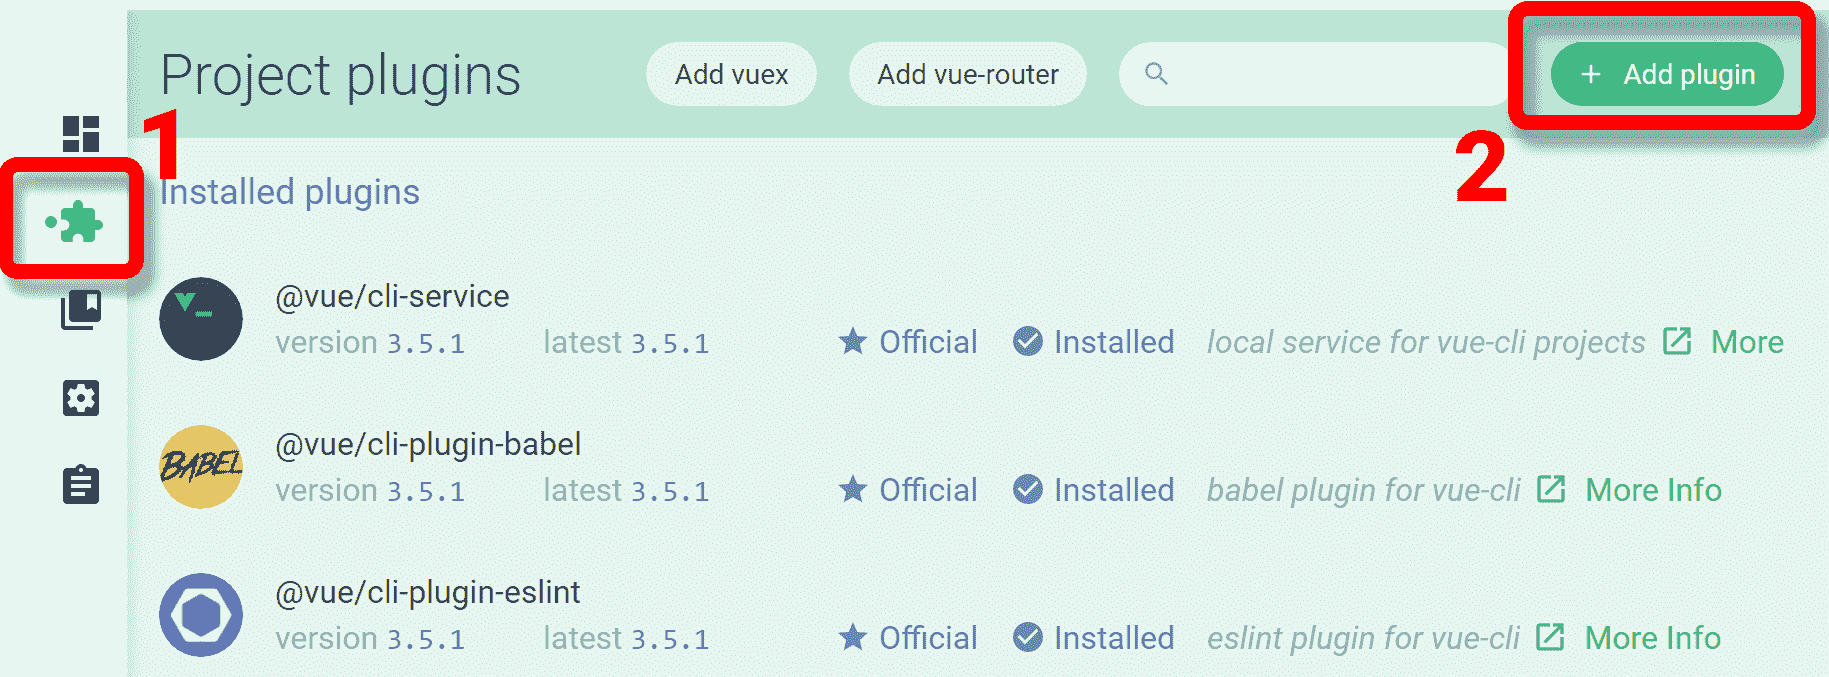 Project plugins
Add vuex
Add vue-router
+ Add plugin
1
2
Installed plugins
@vue/cli-service
version 3.5.1 latest 3.5.1 Official Installed local service for vue-cli projects More
BABEL
@vue/cli-plugin-babel
version 3.5.1 latest 3.5.1 Official Installed babel plugin for vue-cli More Info
@vue/cli-plugin-eslint
version 3.5.1 latest 3.5.1 Official Installed eslint plugin for vue-cli More Info